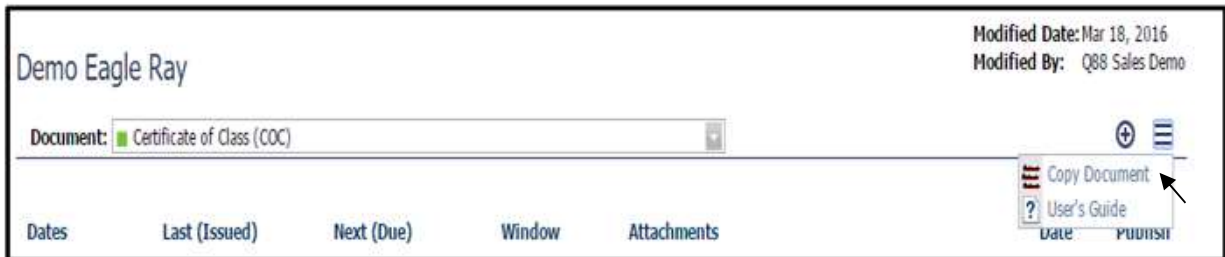 Modified Date: Mar 18, 2016
Demo Eagle Ray
Modified By: Q88 Sales Demo
Document: Certificate of Class (COC)
Copy Document
? User's Guide
Dates Last (Issued) Next (Due) Window Attachments Date Publish